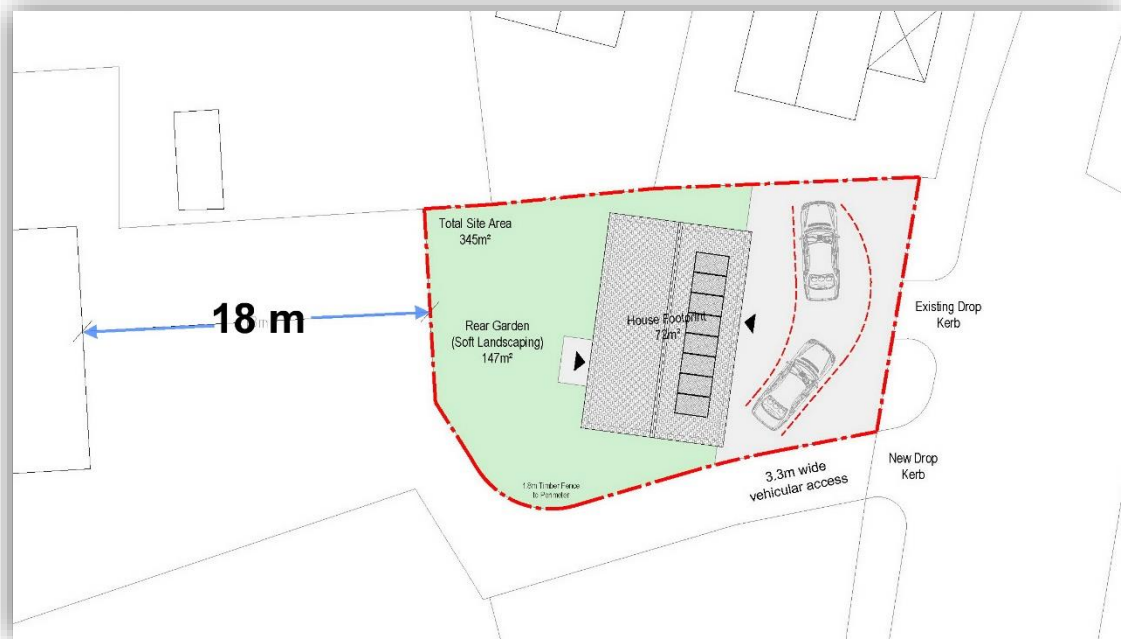 Total Site Area
345m²
18 m
Rear Garden
(Soft Landscaping)
147m²
House Footprint
72m²
Existing Drop
Kerb
1.8m Timber Fence
to Perimeter
3.3m wide
vehicular access
New Drop
Kerb